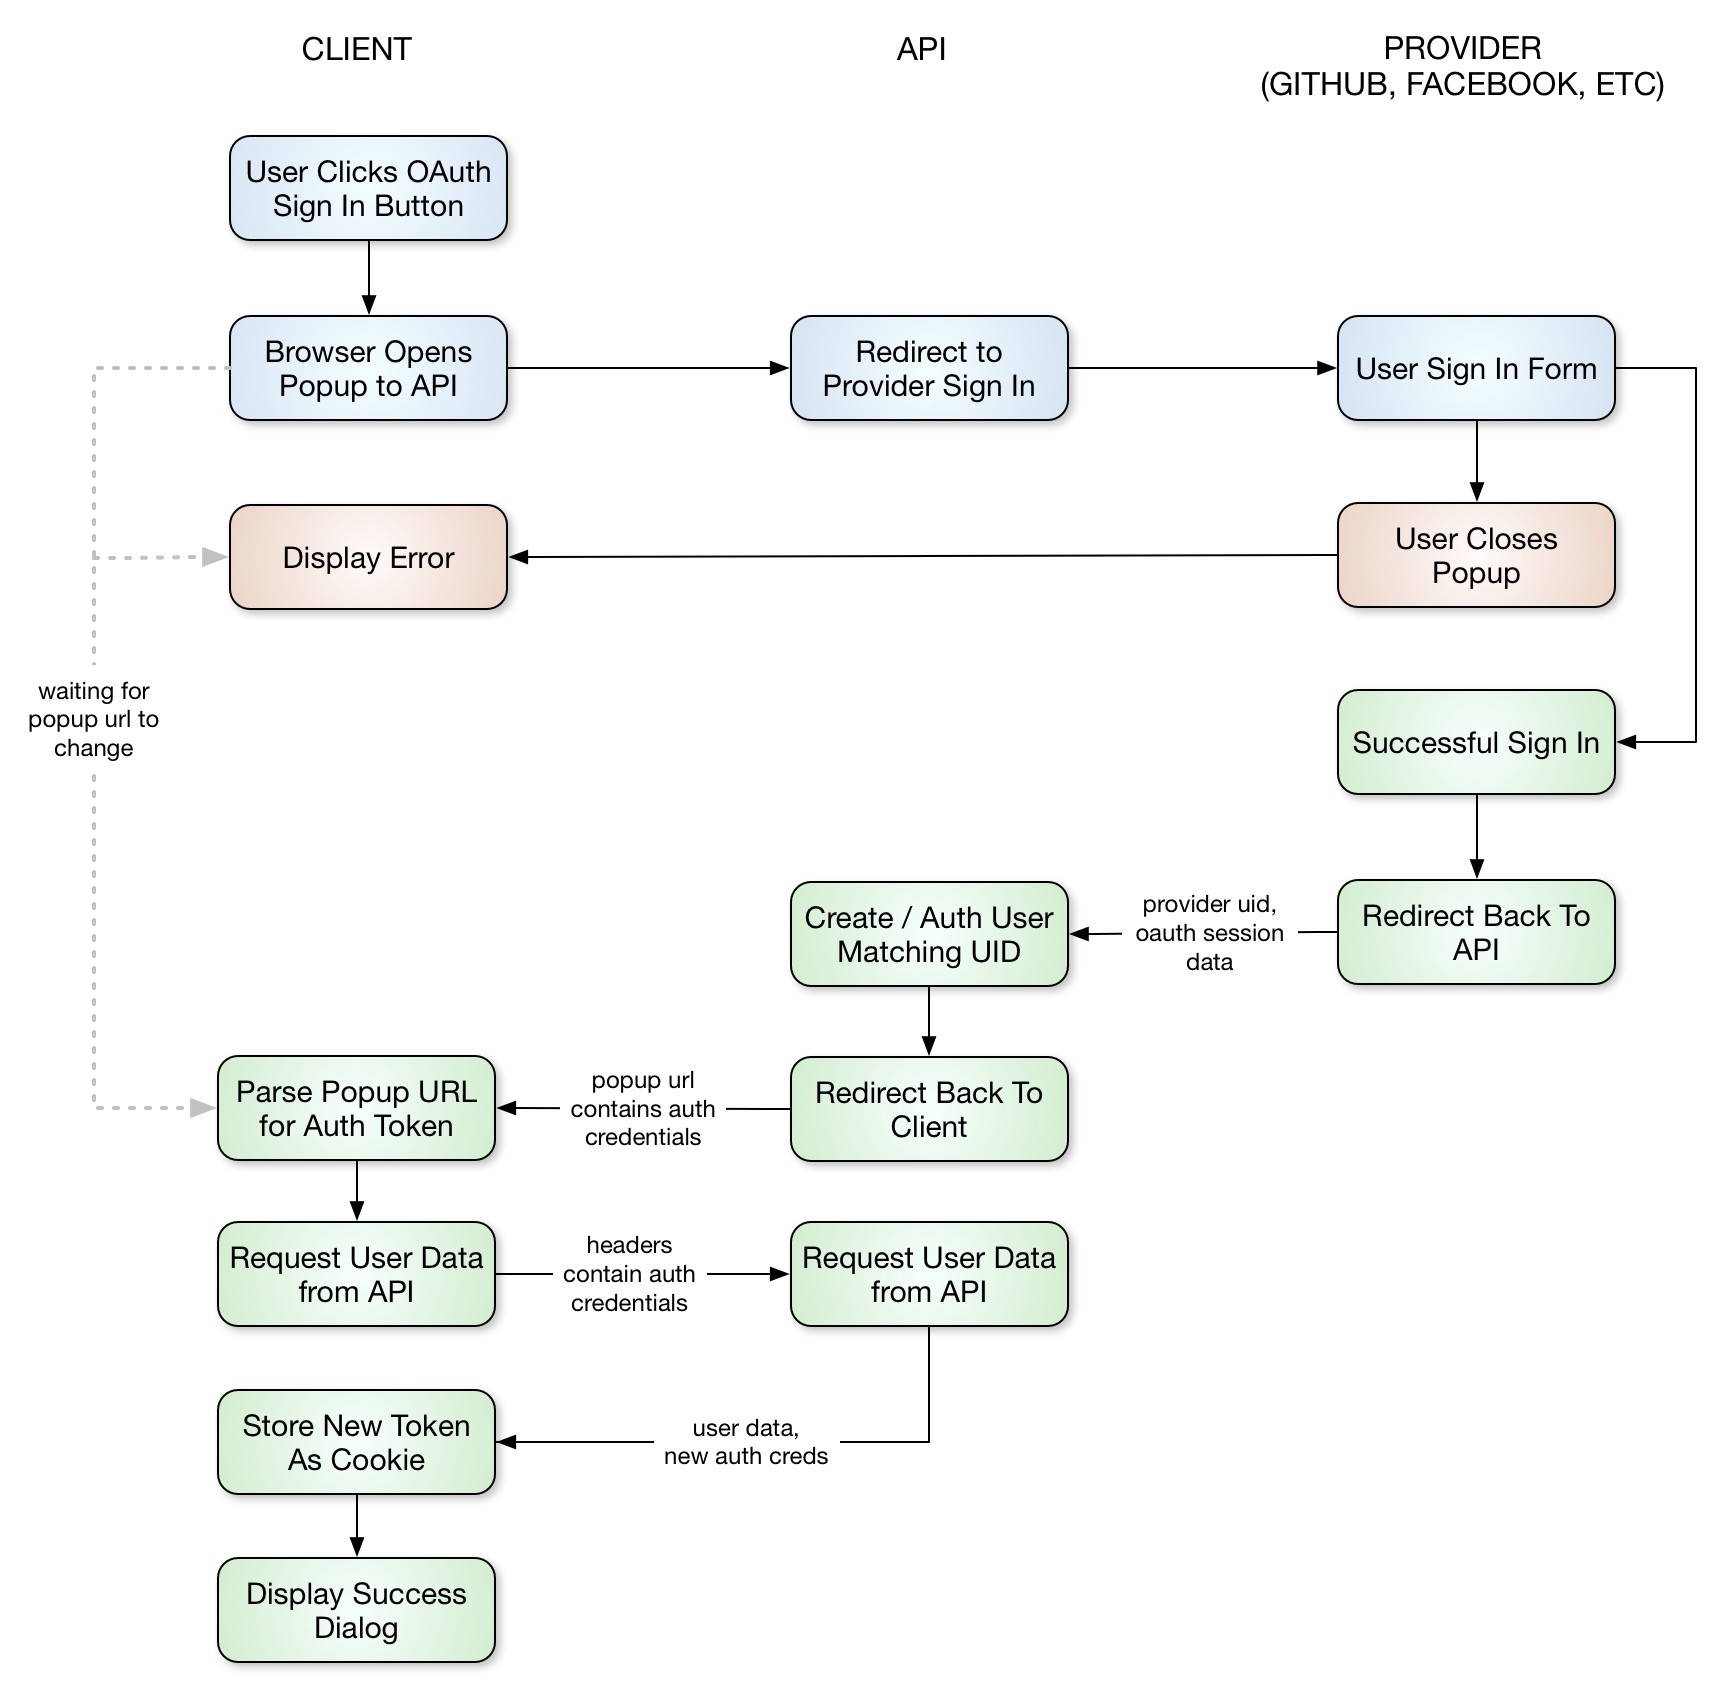 CLIENT
API
PROVIDER
(GITHUB, FACEBOOK, ETC)
User Clicks OAuth
Sign In Button
Browser Opens
Popup to API
Redirect to
Provider Sign In
User Sign In Form
Display Error
User Closes
Popup
waiting for
popup url to
change
Successful Sign In
Redirect Back To
API
provider uid,
oauth session
data
Create / Auth User
Matching UID
Redirect Back To
Client
popup url
contains auth
credentials
Parse Popup URL
for Auth Token
Request User Data
from API
headers
contain auth
credentials
Request User Data
from API
user data,
new auth creds
Store New Token
As Cookie
Display Success
Dialog